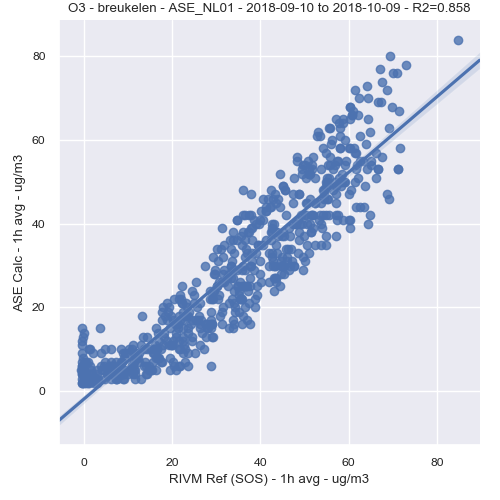 O3 - breukelen - ASE_NL01 - 2018-09-10 to 2018-10-09 - R2=0.858
80
60
40
20
0
ASE Calc - 1h avg - ug/m3
0 20 40 60 80
RIVM Ref (SOS) - 1h avg - ug/m3